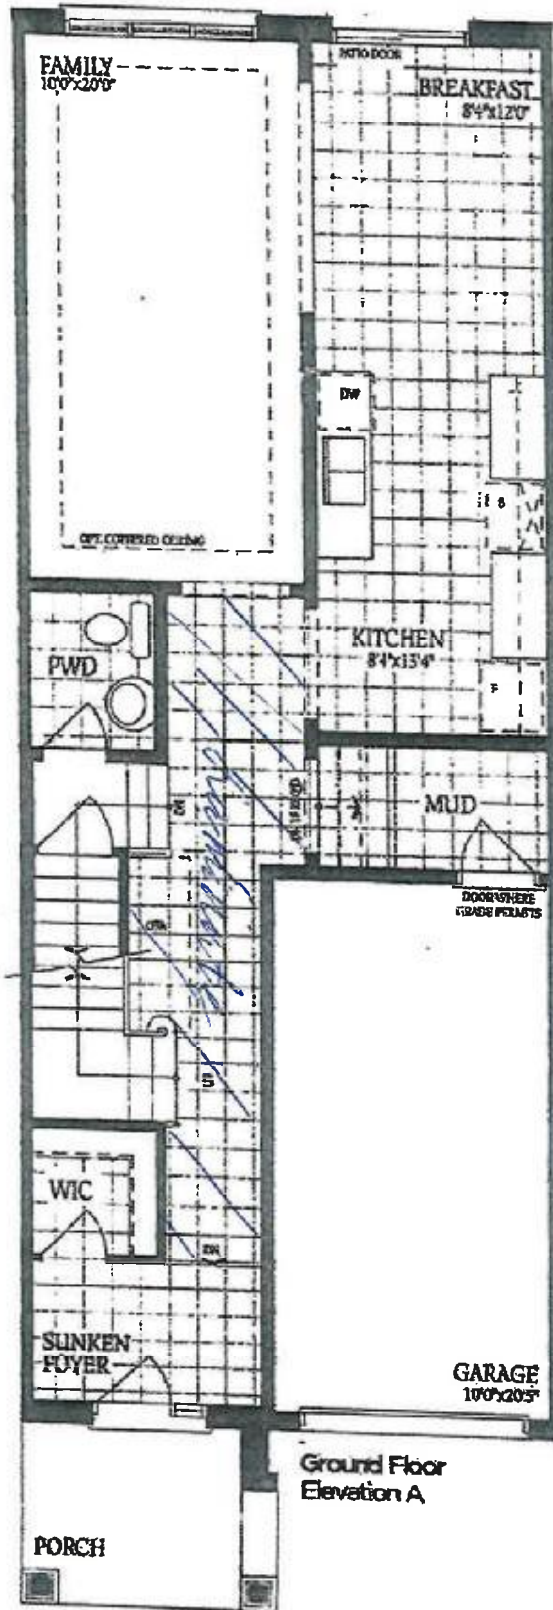 FAMILY
10'0"x20'0"
PATIO DOOR
BREAKFAST
8'4"x12'0"
DW
OPT. COFFERED CEILING
KITCHEN
8'4"x13'4"
F
PWD
MUD
DOOR WHERE
GRADE PERMITS
WIC
DN
SUNKEN
FOYER
GARAGE
10'0"x20'5"
Ground Floor
Elevation A
PORCH